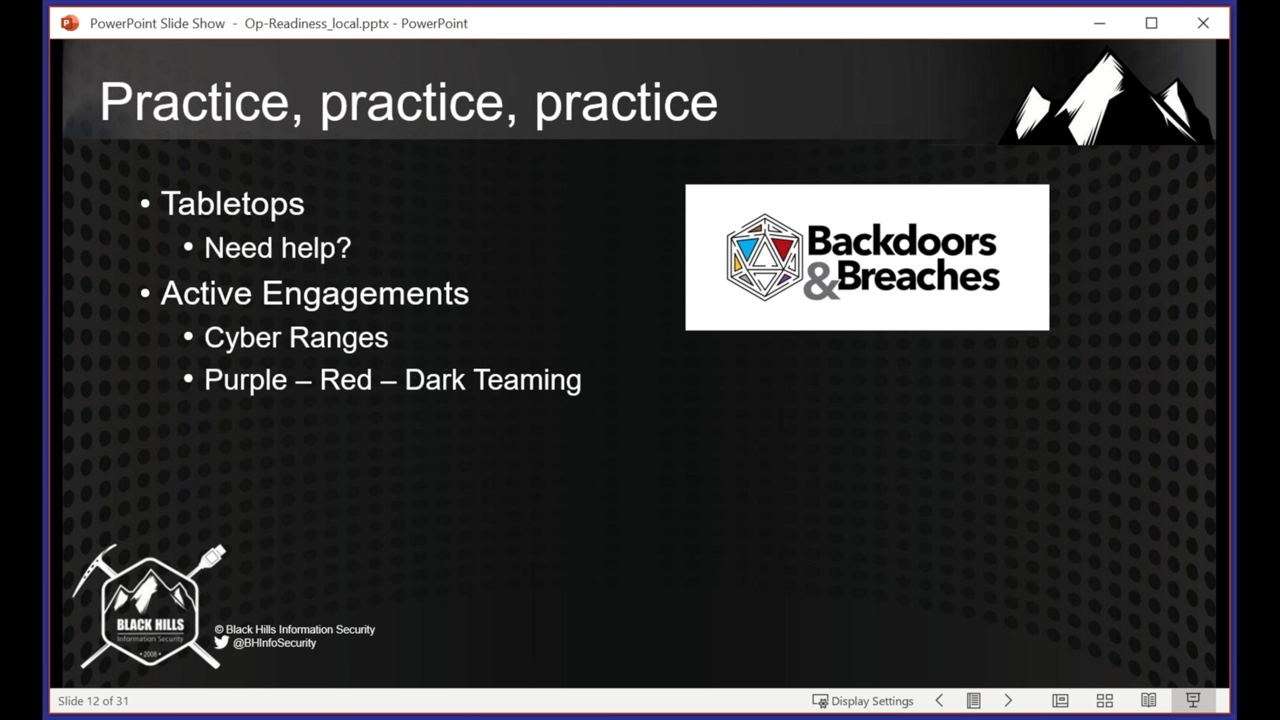 PowerPoint Slide Show - Op-Readiness_local.pptx - PowerPoint
Practice, practice, practice
• Tabletops
• Need help?
• Active Engagements
• Cyber Ranges
• Purple – Red – Dark Teaming
Backdoors
&Breaches
BLACK HILLS
Information Security
• 2008 •
© Black Hills Information Security
@BHInfoSecurity
Slide 12 of 31
Display Settings